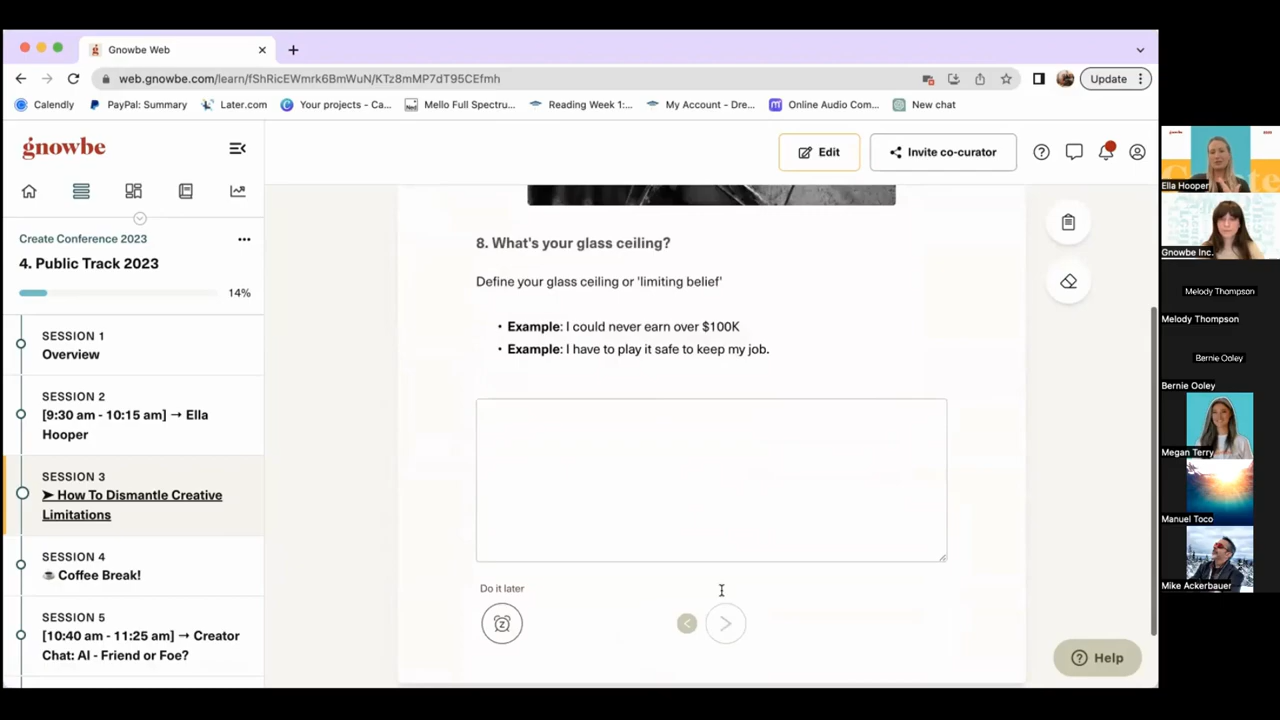 Gnowbe Web
web.gnowbe.com/learn/fShRicEWmrk6BmWuN/KTz8mMP7dT95CEfmh
Update
Calendly
PayPal: Summary
Later.com
Your projects - Ca...
Mello Full Spectru...
Reading Week 1:...
My Account - Dre...
Online Audio Com...
New chat
gnowbe
Edit
Invite co-curator
Create Conference 2023
4. Public Track 2023
14%
SESSION 1
Overview
SESSION 2
[9:30 am - 10:15 am] → Ella
Hooper
SESSION 3
➤ How To Dismantle Creative
Limitations
SESSION 4
☕ Coffee Break!
SESSION 5
[10:40 am - 11:25 am] → Creator
Chat: AI - Friend or Foe?
8. What's your glass ceiling?
Define your glass ceiling or 'limiting belief'
• Example: I could never earn over $100K
• Example: I have to play it safe to keep my job.
Do it later
Help
Ella Hooper
Gnowbe Inc.
Melody Thompson
Melody Thompson
Bernie Ooley
Bernie Ooley
Megan Terry
Manuel Toco
Mike Ackerbauer